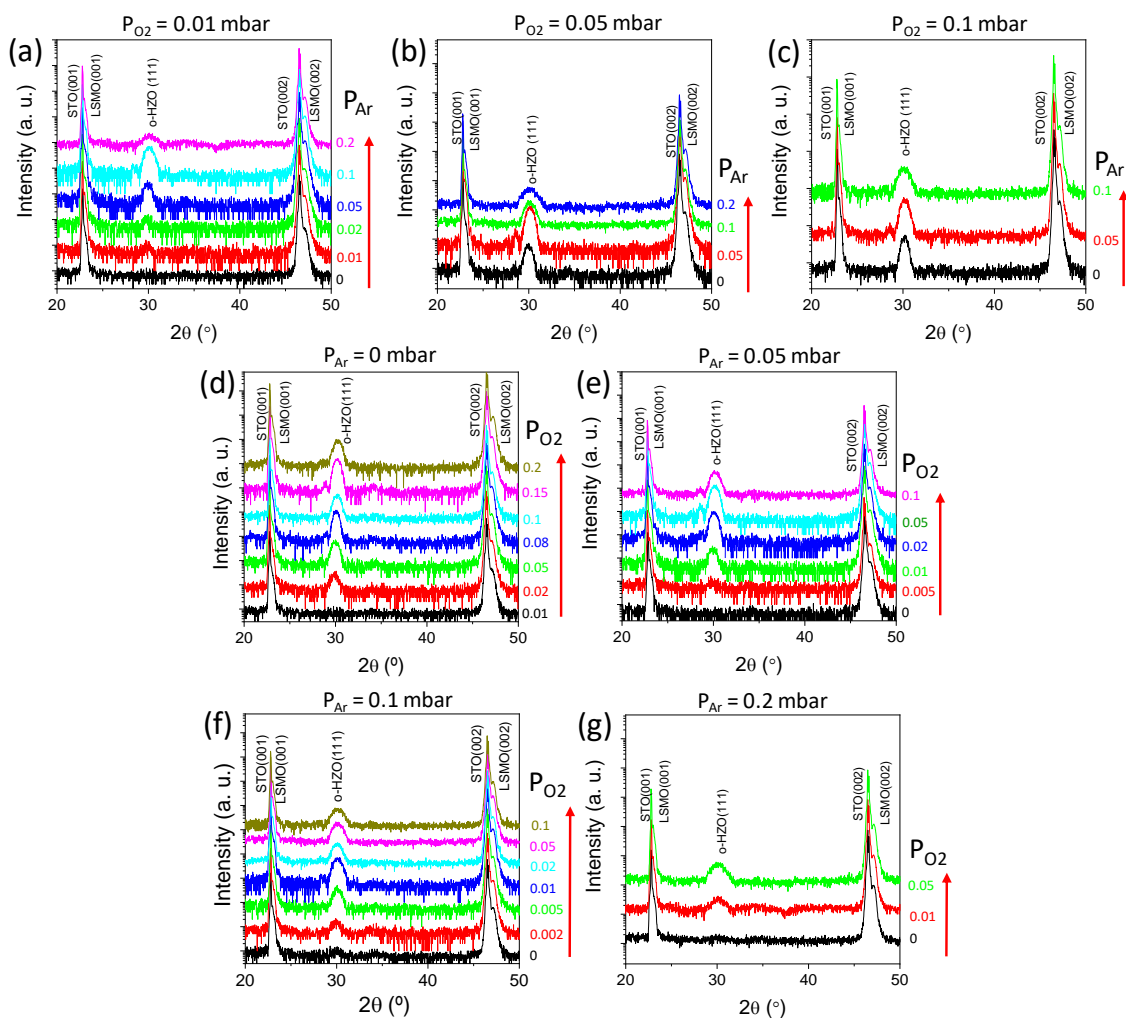 P_O2 = 0.01 mbar
(a)
Intensity (a. u.)
STO(001)
LSMO(001)
o-HZO (111)
STO(002)
LSMO(002)
P_Ar
0.2
0.1
0.05
0.02
0.01
0
20 30 40 50
2θ (°)
P_O2 = 0.05 mbar
(b)
Intensity (a. u.)
STO(001)
LSMO(001)
o-HZO (111)
STO(002)
LSMO(002)
P_Ar
0.2
0.1
0.05
0
20 30 40 50
2θ (°)
P_O2 = 0.1 mbar
(c)
Intensity (a. u.)
STO(001)
LSMO(001)
o-HZO (111)
STO(002)
LSMO(002)
P_Ar
0.1
0.05
0
20 30 40 50
2θ (°)
P_Ar = 0 mbar
(d)
Intensity (a. u.)
STO(001)
LSMO(001)
o-HZO(111)
STO(002)
LSMO(002)
P_O2
0.2
0.15
0.1
0.08
0.05
0.02
0.01
20 30 40 50
2θ (º)
P_Ar = 0.05 mbar
(e)
Intensity (a. u.)
STO(001)
LSMO(001)
o-HZO(111)
STO(002)
LSMO(002)
P_O2
0.1
0.05
0.02
0.01
0.005
0
20 30 40 50
2θ (°)
P_Ar = 0.1 mbar
(f)
Intensity (a. u.)
STO(001)
LSMO(001)
o-HZO(111)
STO(002)
LSMO(002)
P_O2
0.1
0.05
0.02
0.01
0.005
0.002
0
20 30 40 50
2θ (º)
P_Ar = 0.2 mbar
(g)
Intensity (a. u.)
STO(001)
LSMO(001)
o-HZO(111)
STO(002)
LSMO(002)
P_O2
0.05
0.01
0
20 30 40 50
2θ (°)